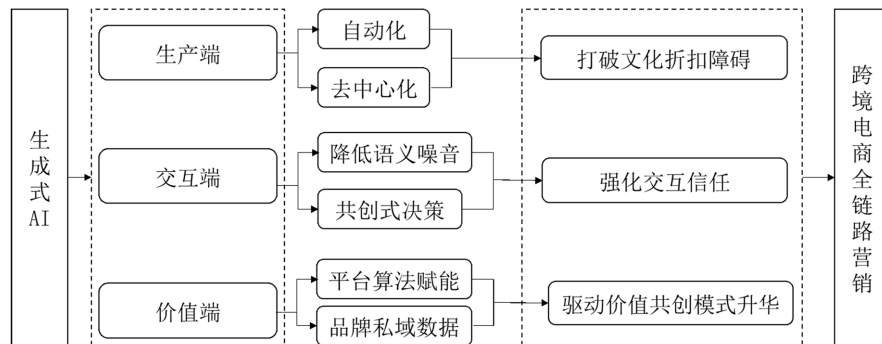 生成式AI
生产端
自动化
去中心化
打破文化折扣障碍
交互端
降低语义噪音
共创式决策
强化交互信任
价值端
平台算法赋能
品牌私域数据
驱动价值共创模式升华
跨境电商全链路营销